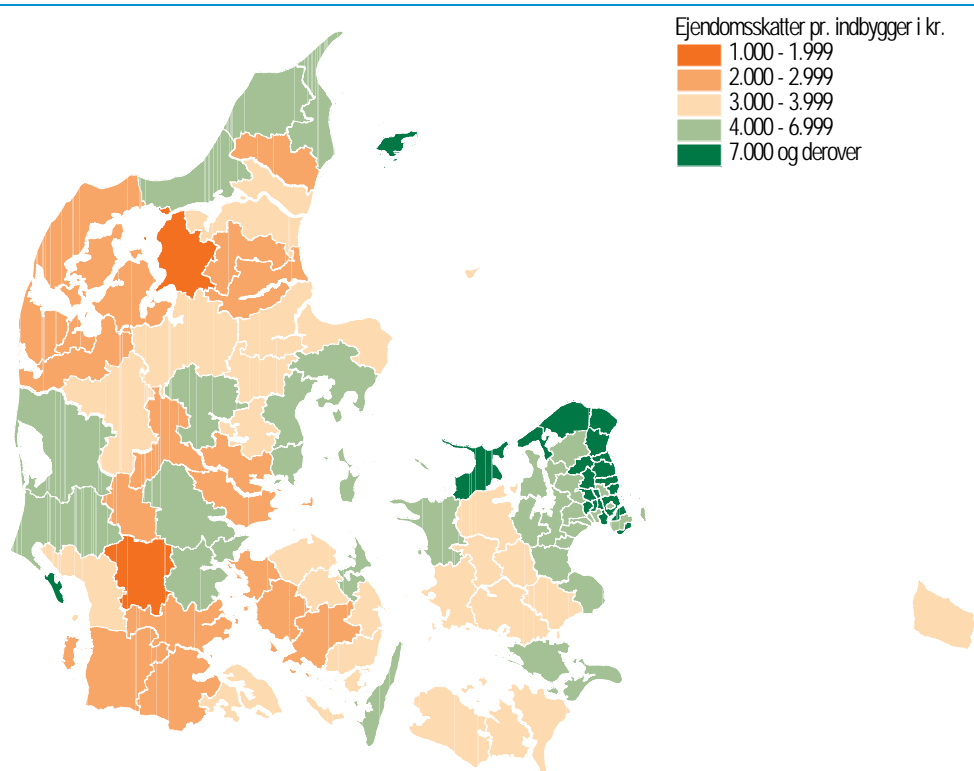 Ejendomsskatter pr. indbygger i kr.
1.000 - 1.999
2.000 - 2.999
3.000 - 3.999
4.000 - 6.999
7.000 og derover